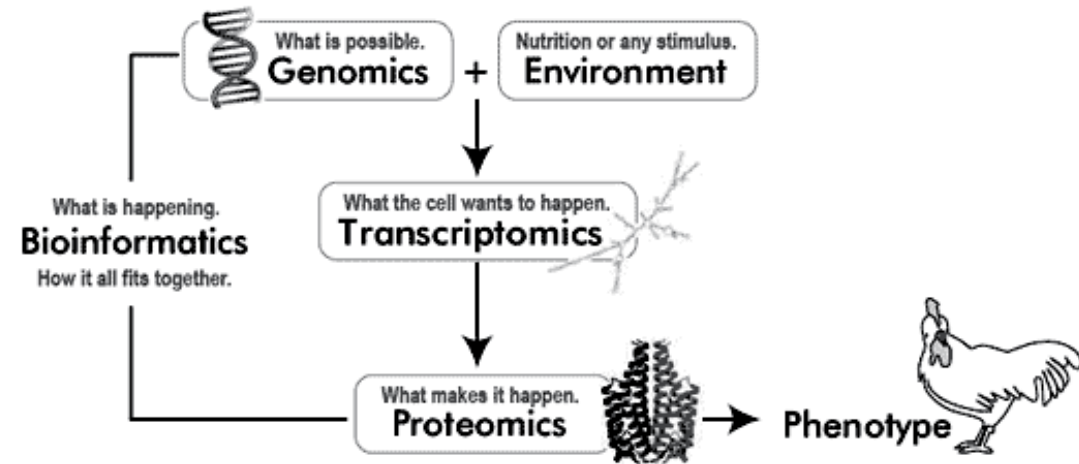 What is possible.
Genomics
+
Nutrition or any stimulus.
Environment
What the cell wants to happen.
Transcriptomics
What is happening.
Bioinformatics
How it all fits together.
What makes it happen.
Proteomics
Phenotype